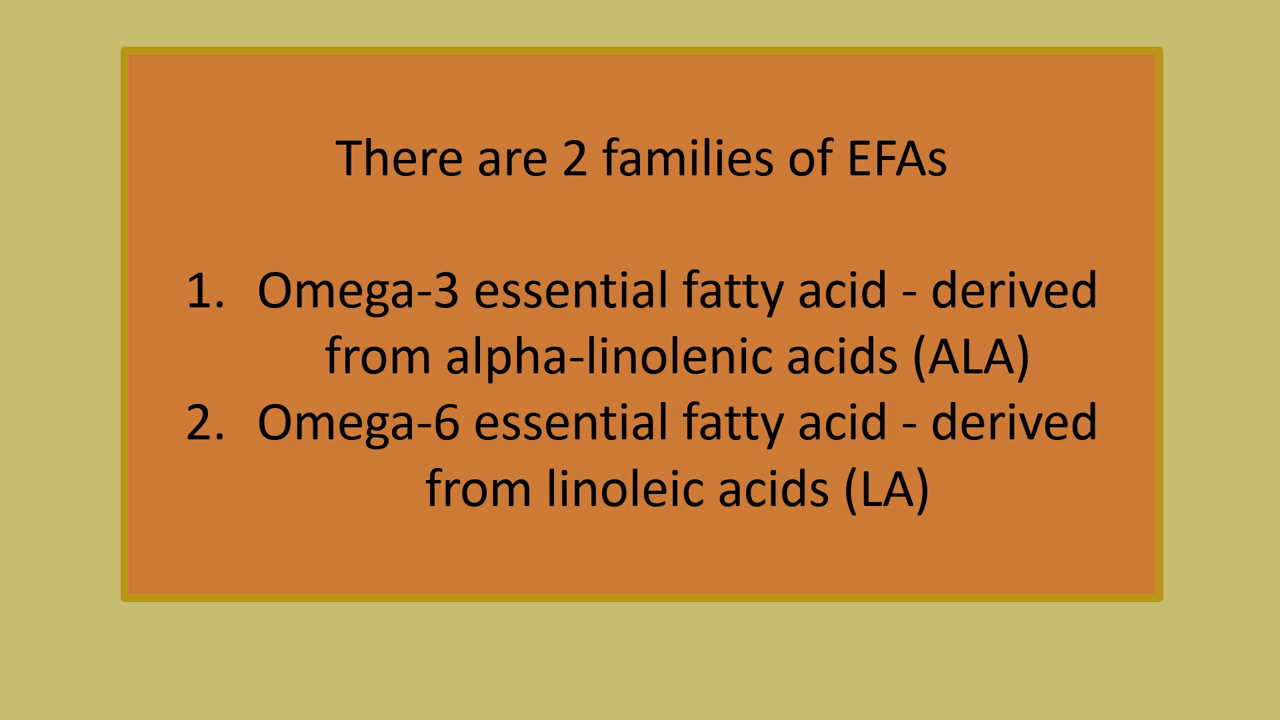 There are 2 families of EFAs
1. Omega-3 essential fatty acid - derived
from alpha-linolenic acids (ALA)
2. Omega-6 essential fatty acid - derived
from linoleic acids (LA)